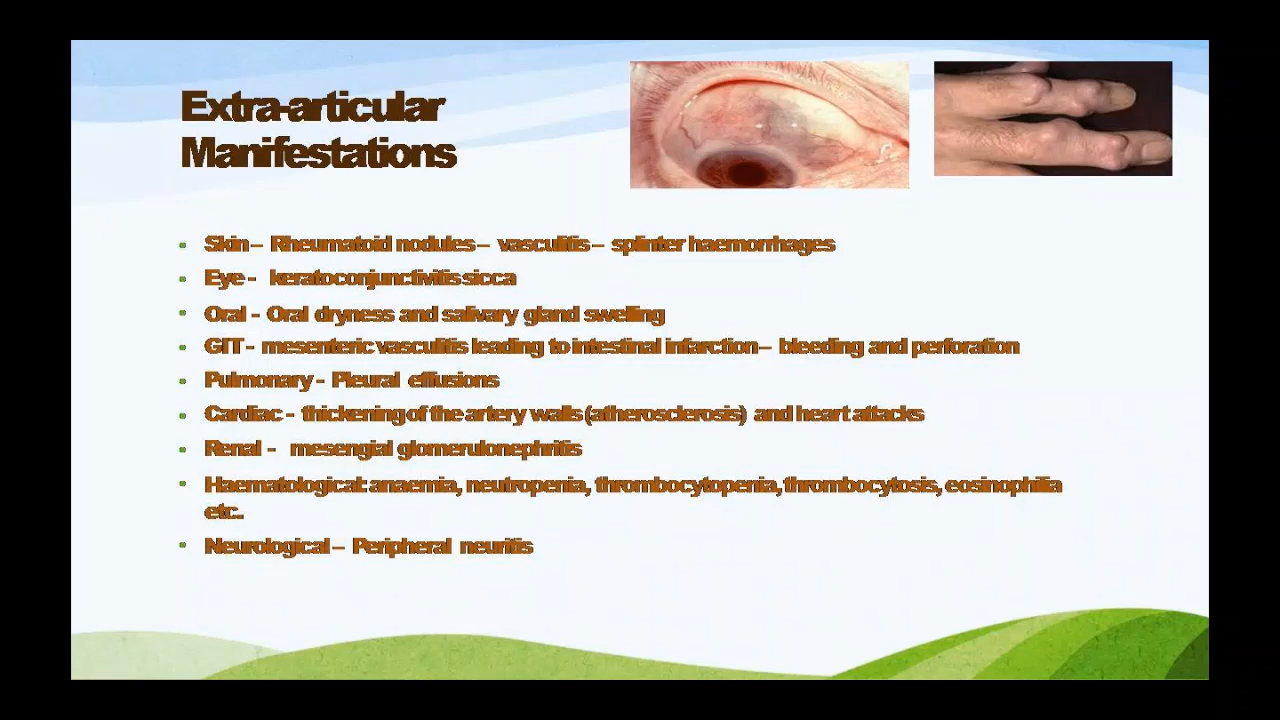 Extra-articular
Manifestations
• Skin – Rheumatoid nodules – vasculitis – splinter haemorrhages
• Eye - keratoconjunctivitis sicca
• Oral - Oral dryness and salivary gland swelling
• GIT - mesenteric vasculitis leading to intestinal infarction – bleeding and perforation
• Pulmonary - Pleural effusions
• Cardiac - thickening of the artery walls (atherosclerosis) and heart attacks
• Renal - mesengial glomerulonephritis
• Haematological: anaemia, neutropenia, thrombocytopenia, thrombocytosis, eosinophilia
etc..
• Neurological – Peripheral neuritis